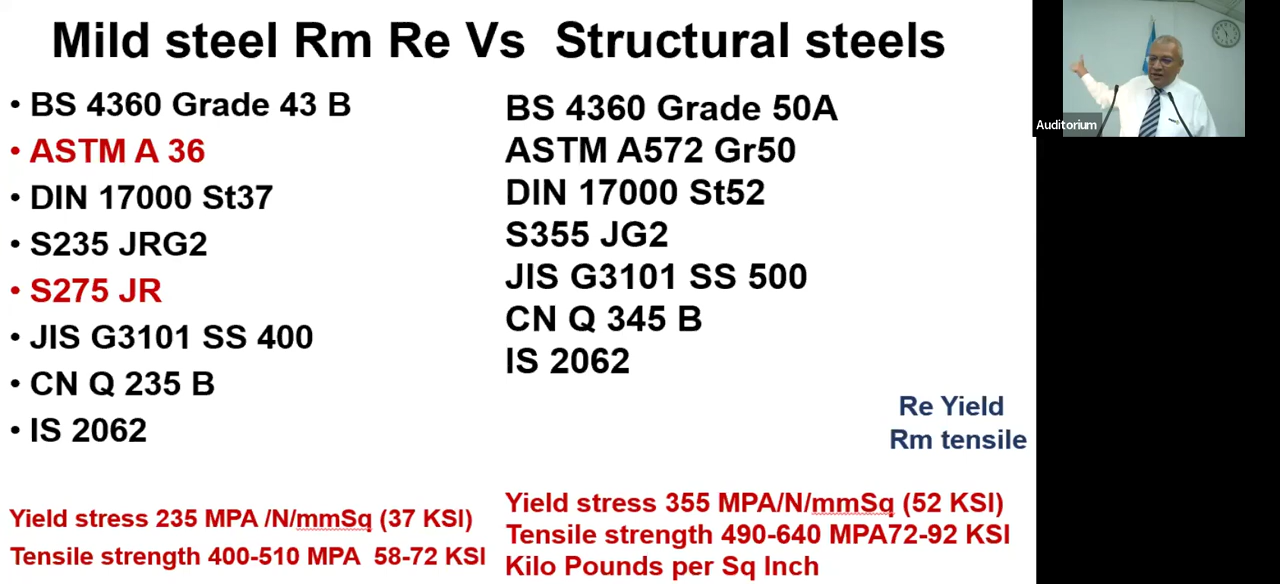 Mild steel Rm Re Vs Structural steels
• BS 4360 Grade 43 B
• ASTM A 36
• DIN 17000 St37
• S235 JRG2
• S275 JR
• JIS G3101 SS 400
• CN Q 235 B
• IS 2062
Yield stress 235 MPA /N/mmSq (37 KSI)
Tensile strength 400-510 MPA 58-72 KSI
BS 4360 Grade 50A
ASTM A572 Gr50
DIN 17000 St52
S355 JG2
JIS G3101 SS 500
CN Q 345 B
IS 2062
Re Yield
Rm tensile
Yield stress 355 MPA/N/mmSq (52 KSI)
Tensile strength 490-640 MPA72-92 KSI
Kilo Pounds per Sq Inch
Auditorium